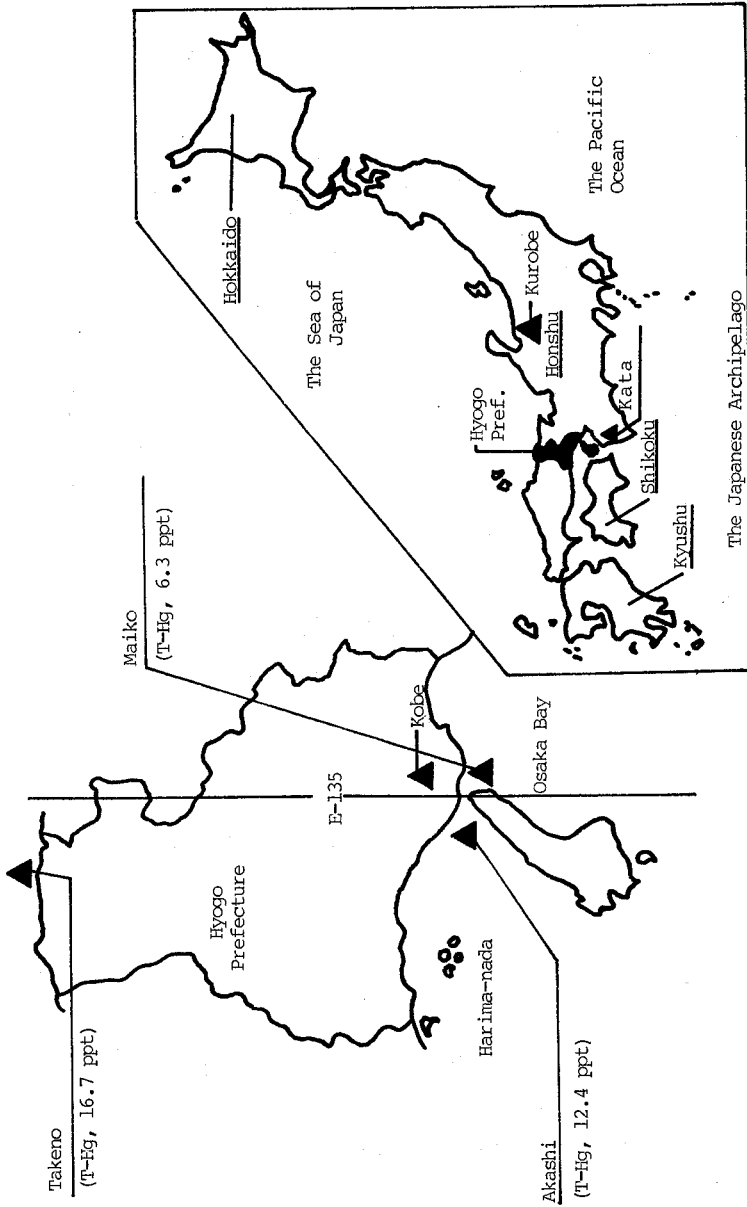 Takeno
(T-Hg, 16.7 ppt)
Maiko
(T-Hg, 6.3 ppt)
Hyogo
Prefecture
E-135
Kobe
Osaka Bay
Harima-nada
Akashi
(T-Hg, 12.4 ppt)
Hokkaido
The Sea of
Japan
Hyogo
Pref.
Kurobe
Honshu
The Pacific
Ocean
Kata
Shikoku
Kyushu
The Japanese Archipelago